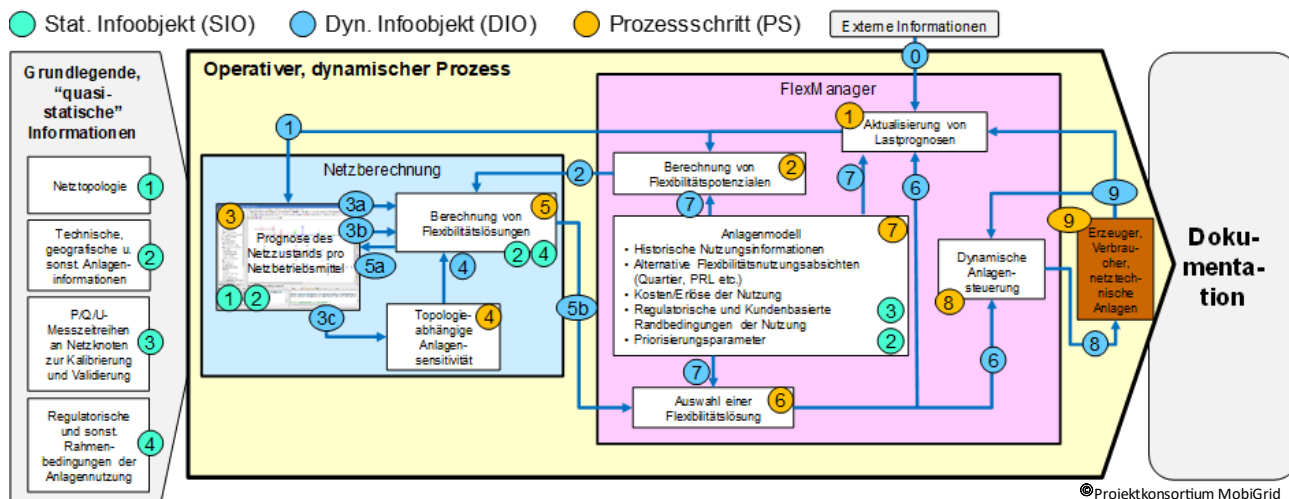 Stat. Infoobjekt (SIO)
Dyn. Infoobjekt (DIO)
Prozessschritt (PS)
Externe Informationen
0
Grundlegende,
“quasi-
statische”
Informationen
Netztopologie
1
Technische,
geografische u.
sonst. Anlagen-
informationen
2
P/Q/U-
Messzeitreihen
an Netzknoten
zur Kalibrierung
und Validierung
3
Regulatorische
und sonst.
Rahmen-
bedingungen der
Anlagennutzung
4
Operativer, dynamischer Prozess
1
Netzberechnung
3
Prognose des
Netzzustands pro
Netzbetriebsmittel
1
2
3a
3b
5a
3c
4
Berechnung von
Flexibilitätslösungen
5
2
4
Topologie-
abhängige
Anlagen-
sensitivität
4
2
5b
FlexManager
1
Aktualisierung von
Lastprognosen
Berechnung von
Flexibilitätspotenzialen
2
7
7
6
Anlagenmodell
7
• Historische Nutzungsinformationen
• Alternative Flexibilitätsnutzungsabsichten
(Quartier, PRL etc.)
• Kosten/Erlöse der Nutzung
• Regulatorische und Kundenbasierte
Randbedingungen der Nutzung
• Priorisierungsparameter
3
2
7
Auswahl einer
Flexibilitätslösung
6
Dynamische
Anlagen-
steuerung
8
6
9
9
Erzeuger,
Verbrau-
cher,
netztech-
nische
Anlagen
8
Doku-
menta-
tion
©Projektkonsortium MobiGrid